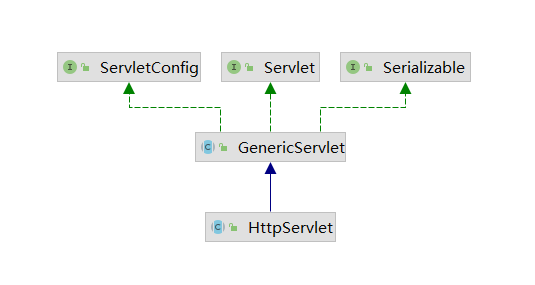 I ServletConfig
I Servlet
I Serializable
C GenericServlet
C HttpServlet